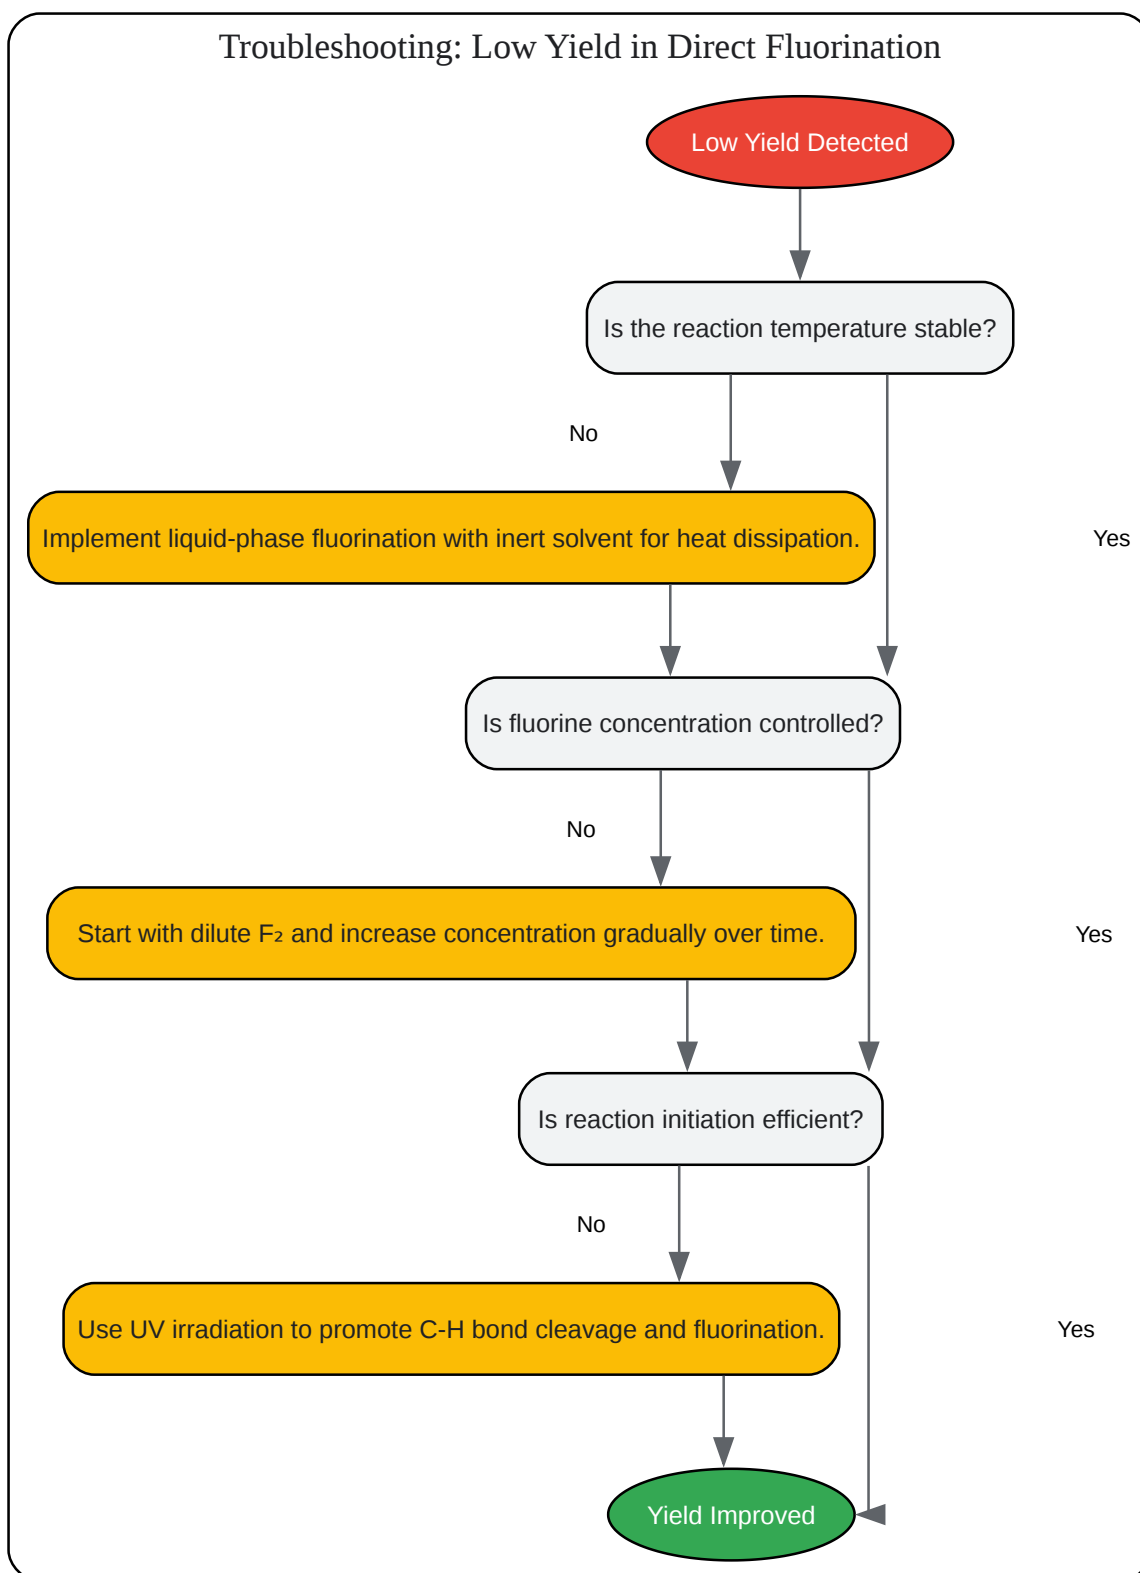 Troubleshooting: Low Yield in Direct Fluorination
Low Yield Detected
Is the reaction temperature stable?
No
Implement liquid-phase fluorination with inert solvent for heat dissipation.
Yes
Is fluorine concentration controlled?
No
Start with dilute F₂ and increase concentration gradually over time.
Yes
Is reaction initiation efficient?
No
Use UV irradiation to promote C-H bond cleavage and fluorination.
Yes
Yield Improved